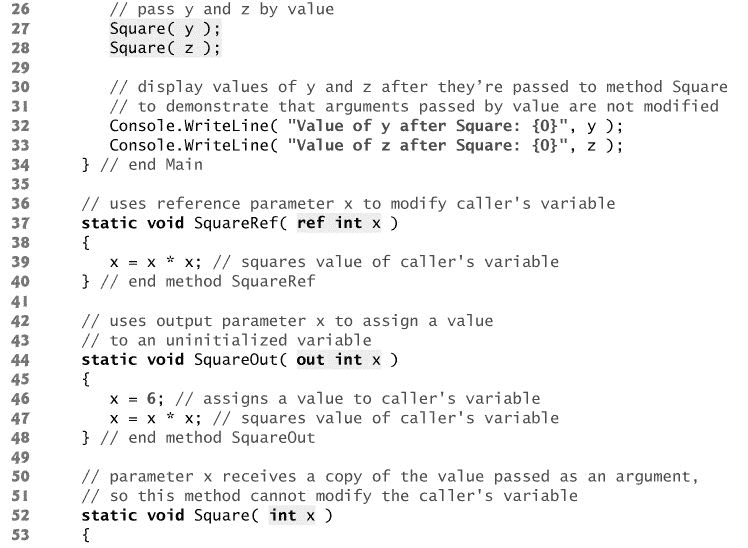 26 // pass y and z by value
27 Square( y );
28 Square( z );
29
30 // display values of y and z after they’re passed to method Square
31 // to demonstrate that arguments passed by value are not modified
32 Console.WriteLine( "Value of y after Square: {0}", y );
33 Console.WriteLine( "Value of z after Square: {0}", z );
34 } // end Main
35
36 // uses reference parameter x to modify caller's variable
37 static void SquareRef( ref int x )
38 {
39 x = x * x; // squares value of caller's variable
40 } // end method SquareRef
41
42 // uses output parameter x to assign a value
43 // to an uninitialized variable
44 static void SquareOut( out int x )
45 {
46 x = 6; // assigns a value to caller's variable
47 x = x * x; // squares value of caller's variable
48 } // end method SquareOut
49
50 // parameter x receives a copy of the value passed as an argument,
51 // so this method cannot modify the caller's variable
52 static void Square( int x )
53 {